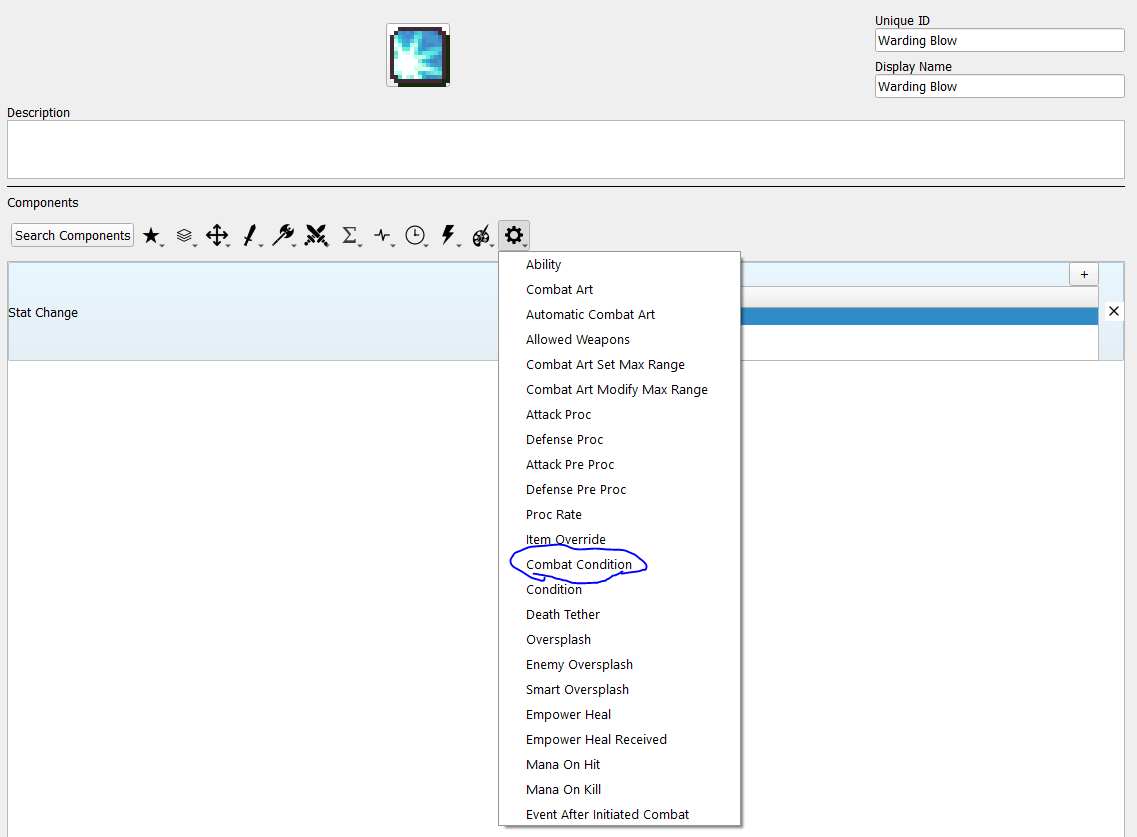 Unique ID
Warding Blow
Display Name
Warding Blow
Description
Components
Search Components
Stat Change
+
Ability
Combat Art
Automatic Combat Art
Allowed Weapons
Combat Art Set Max Range
Combat Art Modify Max Range
Attack Proc
Defense Proc
Attack Pre Proc
Defense Pre Proc
Proc Rate
Item Override
Combat Condition
Condition
Death Tether
Oversplash
Enemy Oversplash
Smart Oversplash
Empower Heal
Empower Heal Received
Mana On Hit
Mana On Kill
Event After Initiated Combat